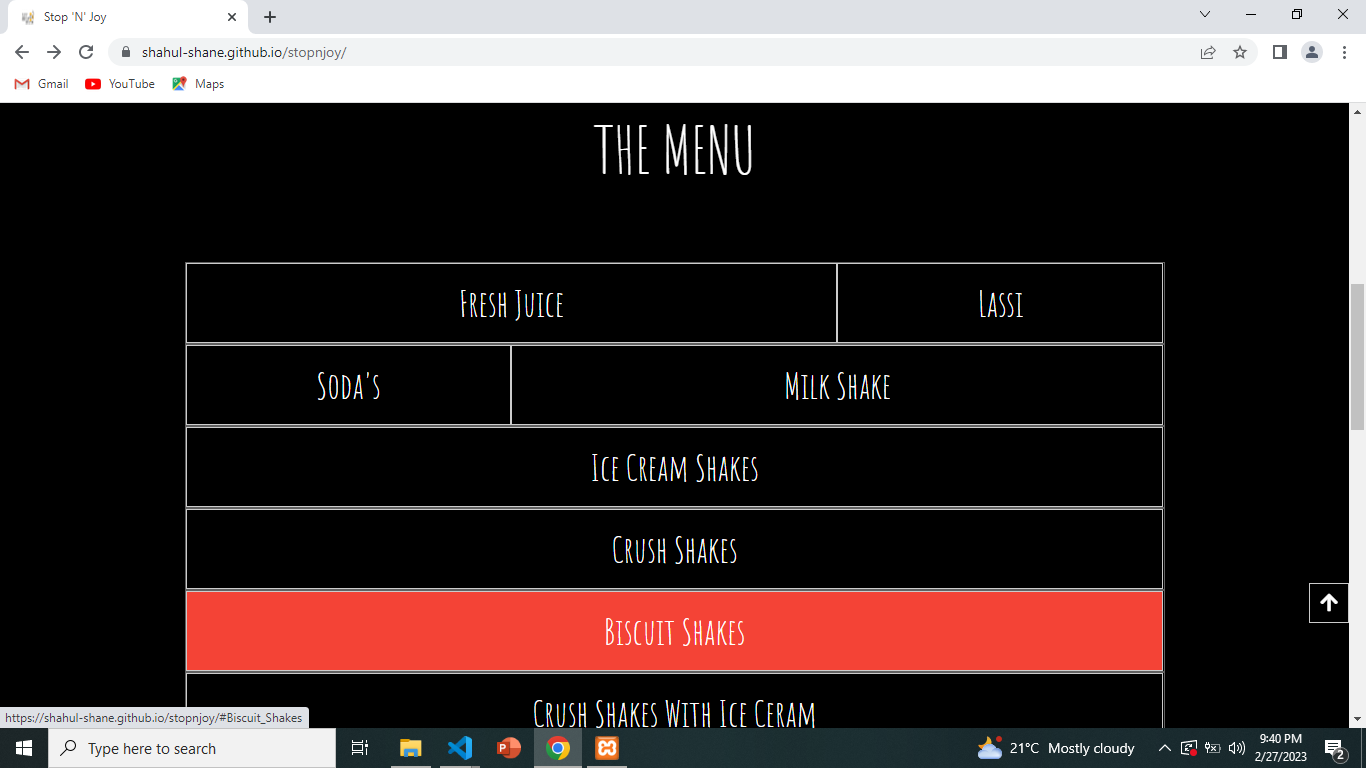 Stop 'N' Joy
shahul-shane.github.io/stopnjoy/
Gmail YouTube Maps
THE MENU
FRESH JUICE LASSI
SODA'S MILK SHAKE
ICE CREAM SHAKES
CRUSH SHAKES
BISCUIT SHAKES
CRUSH SHAKES WITH ICE CERAM
https://shahul-shane.github.io/stopnjoy/#Biscuit_Shakes
Type here to search
21°C Mostly cloudy
9:40 PM
2/27/2023
2